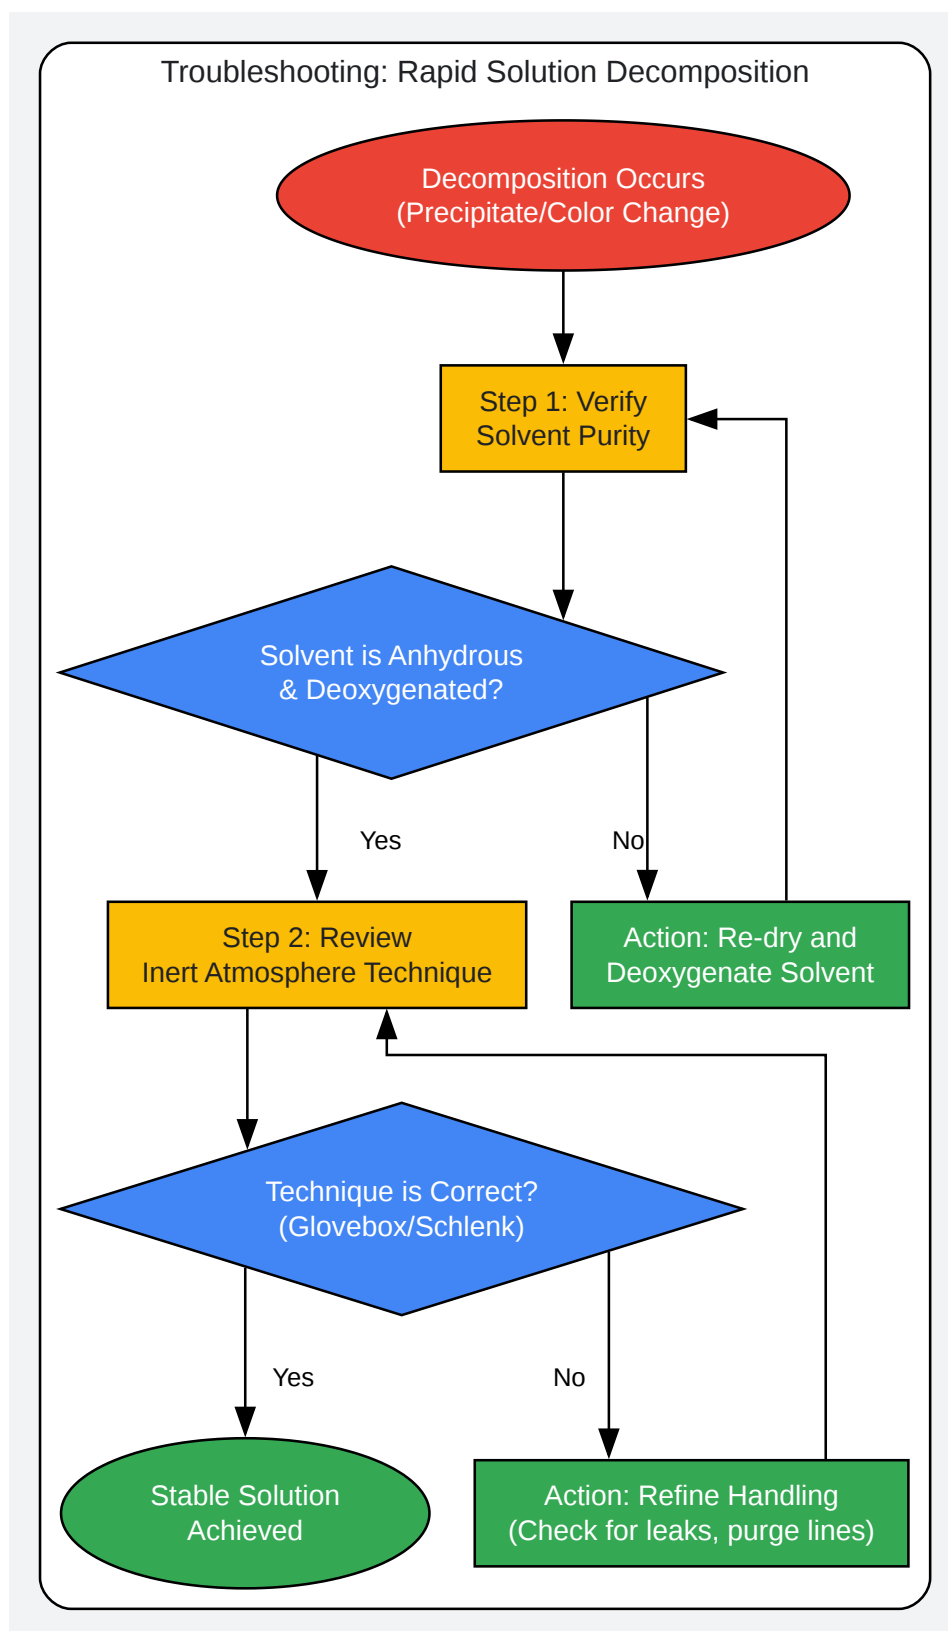 Troubleshooting: Rapid Solution Decomposition
Decomposition Occurs
(Precipitate/Color Change)
Step 1: Verify
Solvent Purity
Solvent is Anhydrous
& Deoxygenated?
Yes
No
Step 2: Review
Inert Atmosphere Technique
Action: Re-dry and
Deoxygenate Solvent
Technique is Correct?
(Glovebox/Schlenk)
Yes
No
Stable Solution
Achieved
Action: Refine Handling
(Check for leaks, purge lines)